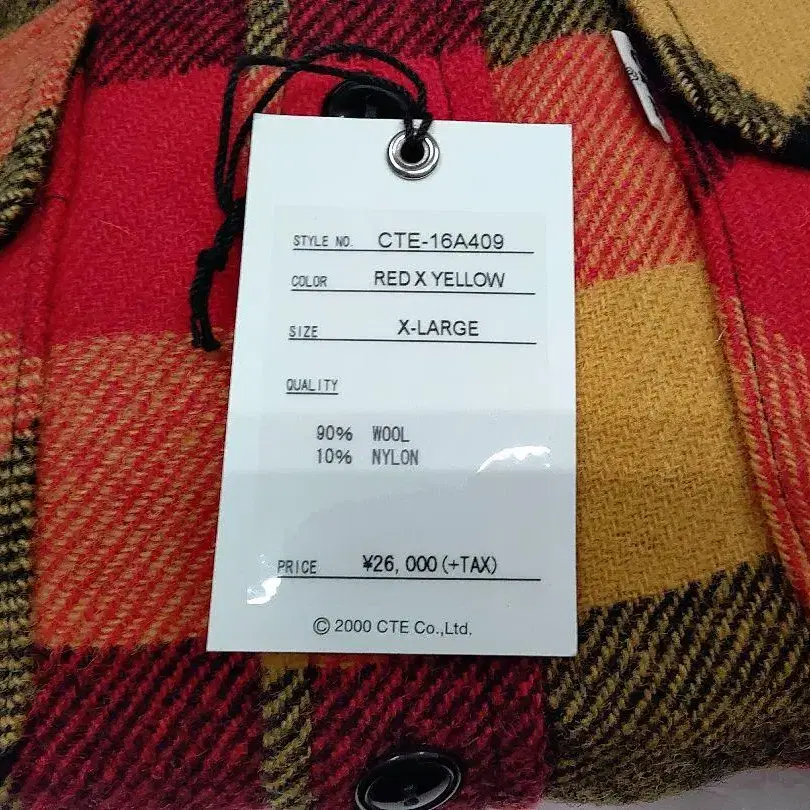 STYLE NO. CTE-16A409
COLOR RED X YELLOW
SIZE X-LARGE
QUALITY
90% WOOL
10% NYLON
PRICE ¥26,000(+TAX)
© 2000 CTE Co.,Ltd.